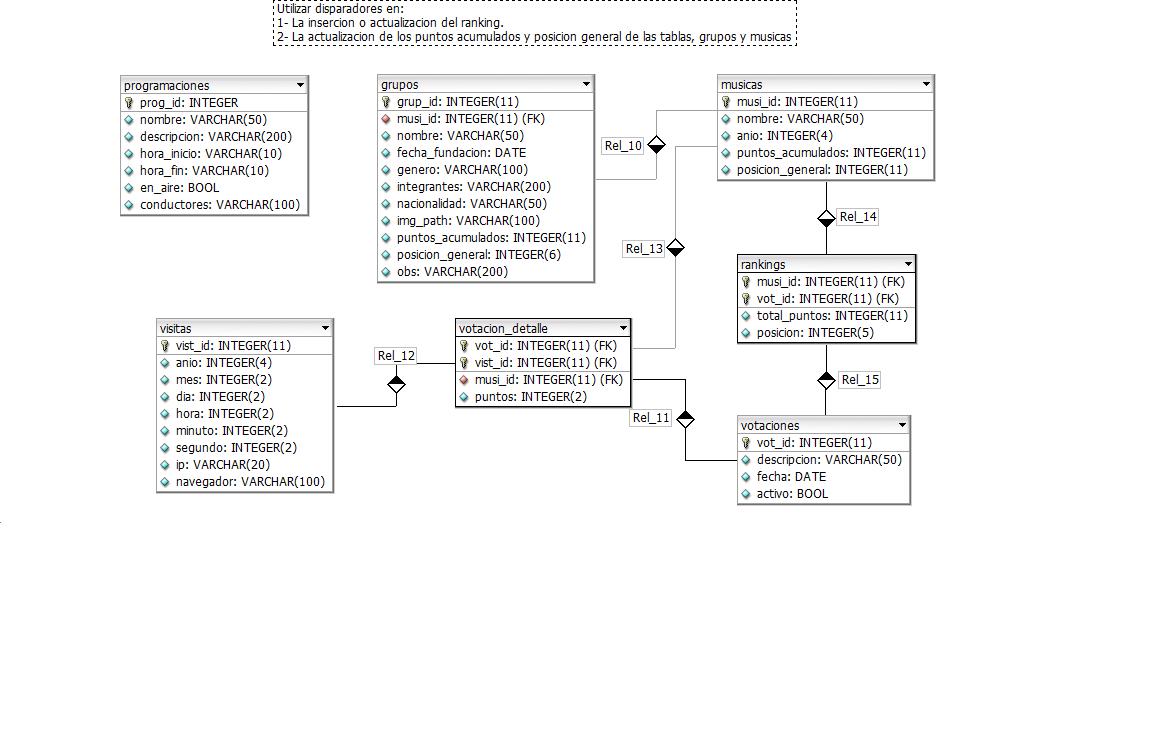 Utilizar disparadores en:
1- La insercion o actualizacion del ranking.
2- La actualizacion de los puntos acumulados y posicion general de las tablas, grupos y musicas
programaciones
prog_id: INTEGER
nombre: VARCHAR(50)
descripcion: VARCHAR(200)
hora_inicio: VARCHAR(10)
hora_fin: VARCHAR(10)
en_aire: BOOL
conductores: VARCHAR(100)
grupos
grup_id: INTEGER(11)
musi_id: INTEGER(11) (FK)
nombre: VARCHAR(50)
fecha_fundacion: DATE
genero: VARCHAR(100)
integrantes: VARCHAR(200)
nacionalidad: VARCHAR(50)
img_path: VARCHAR(100)
puntos_acumulados: INTEGER(11)
posicion_general: INTEGER(6)
obs: VARCHAR(200)
Rel_10
musicas
musi_id: INTEGER(11)
nombre: VARCHAR(50)
anio: INTEGER(4)
puntos_acumulados: INTEGER(11)
posicion_general: INTEGER(11)
Rel_14
Rel_13
rankings
musi_id: INTEGER(11) (FK)
vot_id: INTEGER(11) (FK)
total_puntos: INTEGER(11)
posicion: INTEGER(5)
visitas
vist_id: INTEGER(11)
anio: INTEGER(4)
mes: INTEGER(2)
dia: INTEGER(2)
hora: INTEGER(2)
minuto: INTEGER(2)
segundo: INTEGER(2)
ip: VARCHAR(20)
navegador: VARCHAR(100)
Rel_12
votacion_detalle
vot_id: INTEGER(11) (FK)
vist_id: INTEGER(11) (FK)
musi_id: INTEGER(11) (FK)
puntos: INTEGER(2)
Rel_11
Rel_15
votaciones
vot_id: INTEGER(11)
descripcion: VARCHAR(50)
fecha: DATE
activo: BOOL